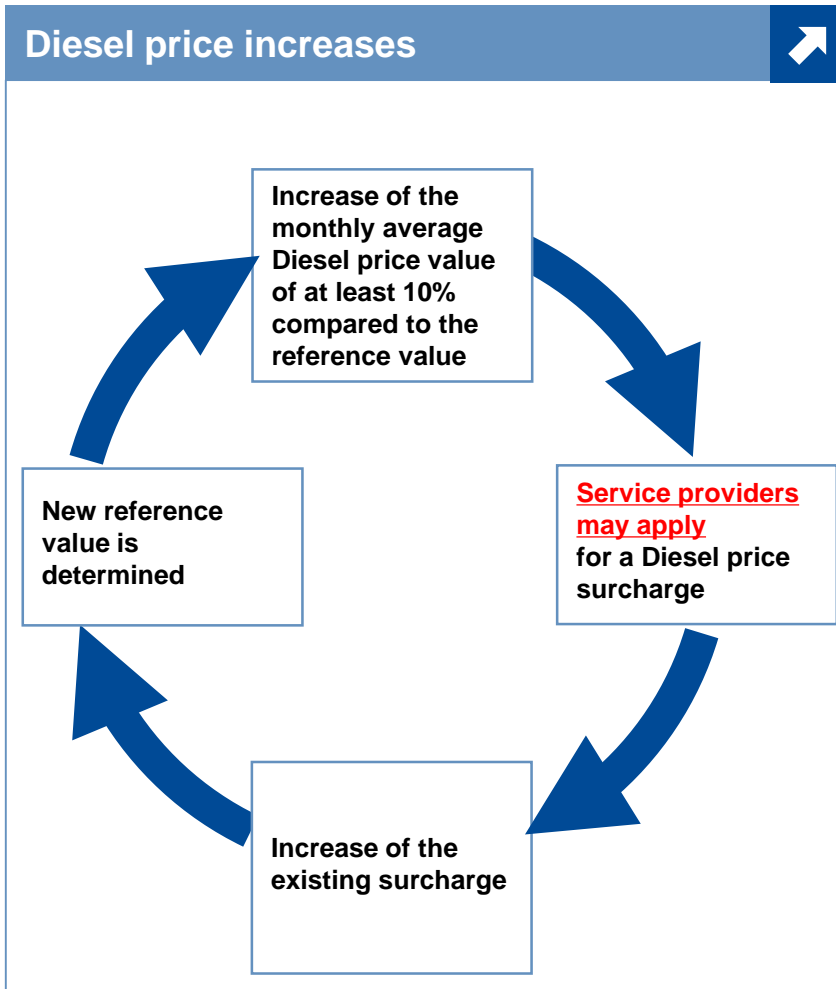 Diesel price increases
Increase of the
monthly average
Diesel price value
of at least 10%
compared to the
reference value
Service providers
may apply
for a Diesel price
surcharge
Increase of the
existing surcharge
New reference
value is
determined